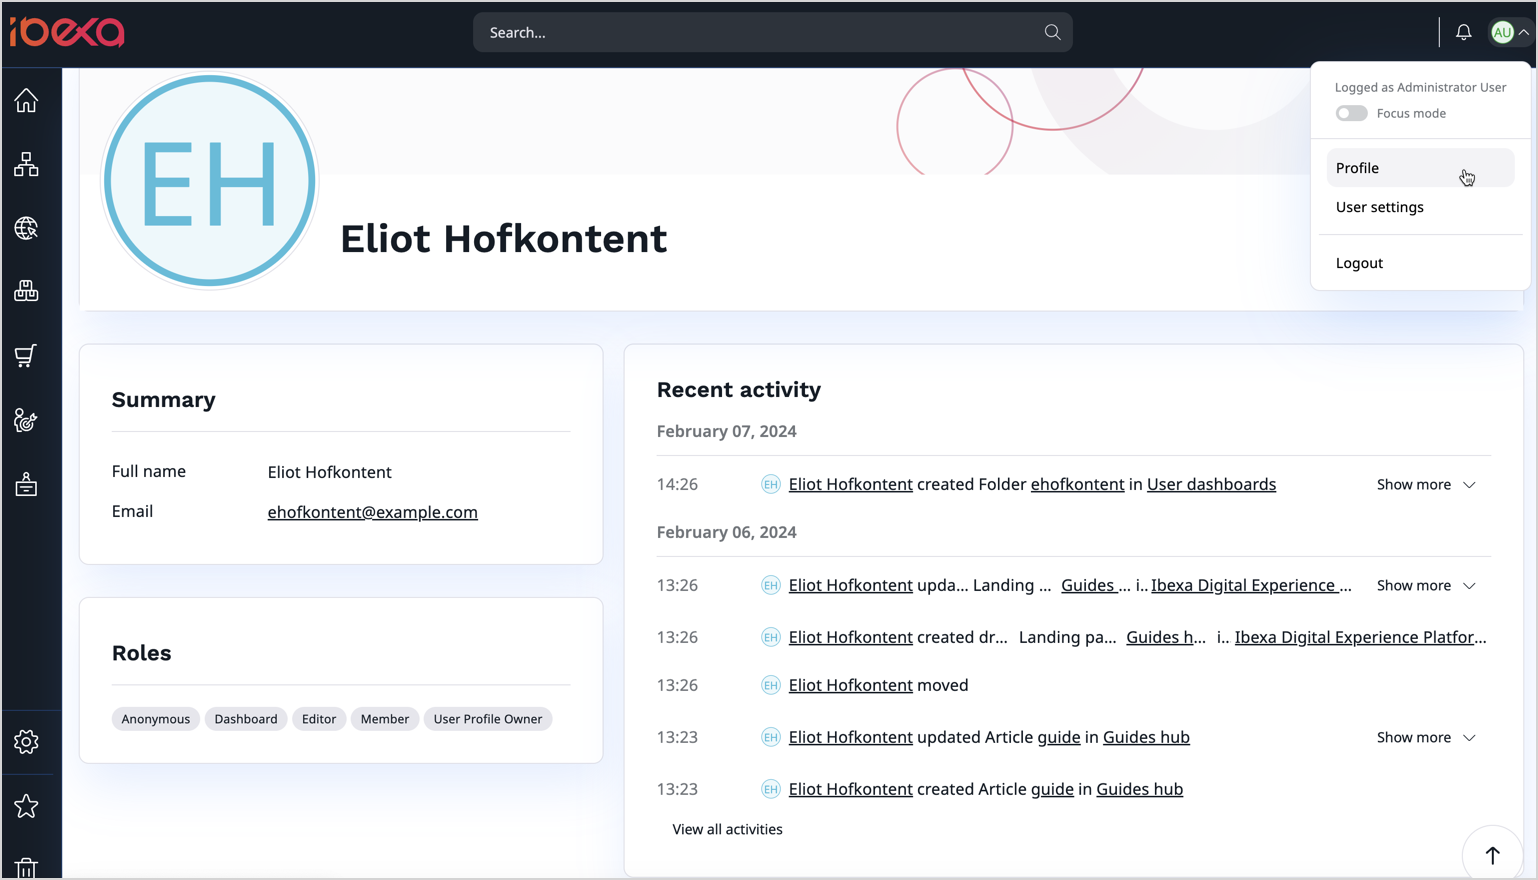 ibexa
Search...
AU
Logged as Administrator User
Focus mode
Profile
User settings
Logout
EH
Eliot Hofkontent
Summary
Full name Eliot Hofkontent
Email ehofkontent@example.com
Roles
Anonymous Dashboard Editor Member User Profile Owner
Recent activity
February 07, 2024
14:26 EH Eliot Hofkontent created Folder ehofkontent in User dashboards Show more
February 06, 2024
13:26 EH Eliot Hofkontent upda... Landing ... Guides ... i.. Ibexa Digital Experience ... Show more
13:26 EH Eliot Hofkontent created dr... Landing pa... Guides h... i.. Ibexa Digital Experience Platfor...
13:26 EH Eliot Hofkontent moved
13:23 EH Eliot Hofkontent updated Article guide in Guides hub Show more
13:23 EH Eliot Hofkontent created Article guide in Guides hub
View all activities